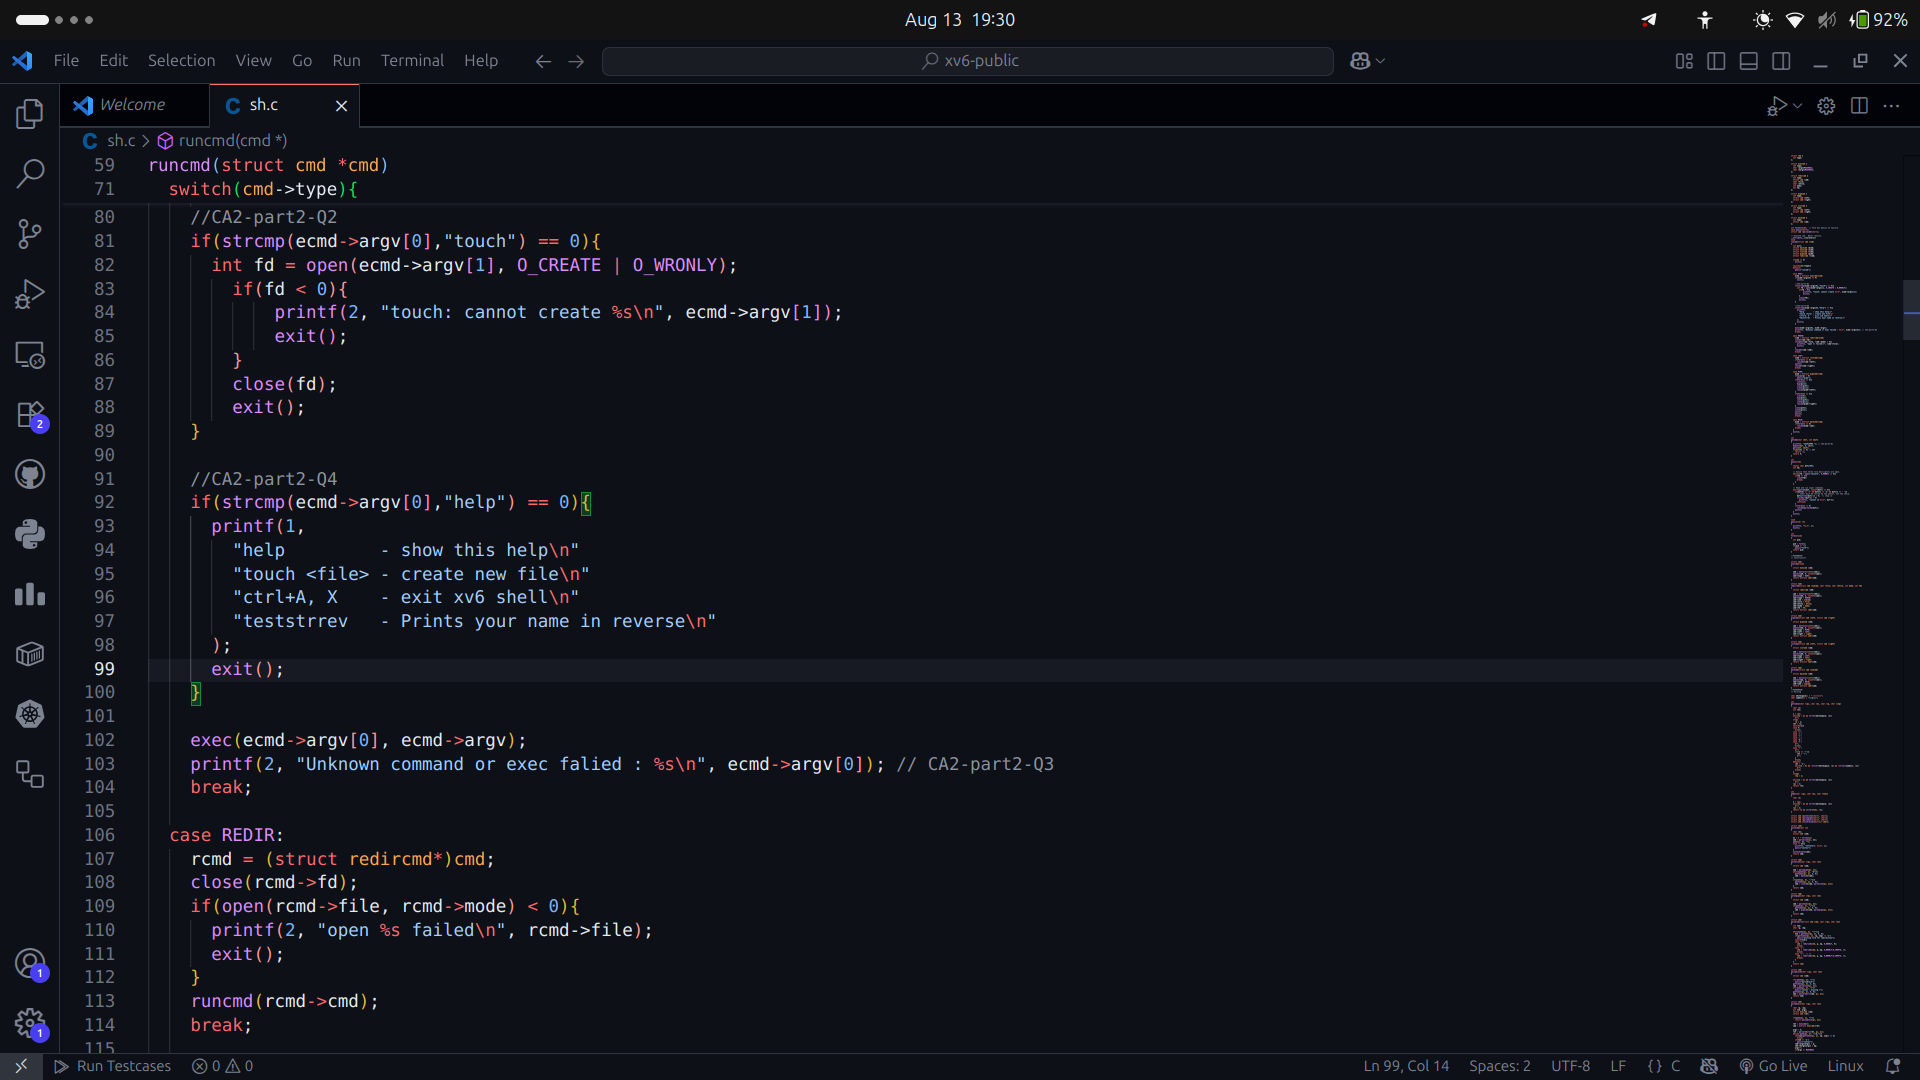 Aug 13 19:30
92%
File Edit Selection View Go Run Terminal Help
xv6-public
Welcome
C sh.c
C sh.c > runcmd(cmd *)
59 runcmd(struct cmd *cmd)
71 switch(cmd->type){
80 //CA2-part2-Q2
81 if(strcmp(ecmd->argv[0],"touch") == 0){
82 int fd = open(ecmd->argv[1], O_CREATE | O_WRONLY);
83 if(fd < 0){
84 printf(2, "touch: cannot create %s\n", ecmd->argv[1]);
85 exit();
86 }
87 close(fd);
88 exit();
89 }
90
91 //CA2-part2-Q4
92 if(strcmp(ecmd->argv[0],"help") == 0){
93 printf(1,
94 "help         - show this help\n"
95 "touch <file> - create new file\n"
96 "ctrl+A, X    - exit xv6 shell\n"
97 "teststrrev   - Prints your name in reverse\n"
98 );
99 exit();
100 }
101
102 exec(ecmd->argv[0], ecmd->argv);
103 printf(2, "Unknown command or exec falied : %s\n", ecmd->argv[0]); // CA2-part2-Q3
104 break;
105
106 case REDIR:
107 rcmd = (struct redircmd*)cmd;
108 close(rcmd->fd);
109 if(open(rcmd->file, rcmd->mode) < 0){
110 printf(2, "open %s failed\n", rcmd->file);
111 exit();
112 }
113 runcmd(rcmd->cmd);
114 break;
115
2
1
1
Run Testcases 0 0 Ln 99, Col 14 Spaces: 2 UTF-8 LF {} C Go Live Linux